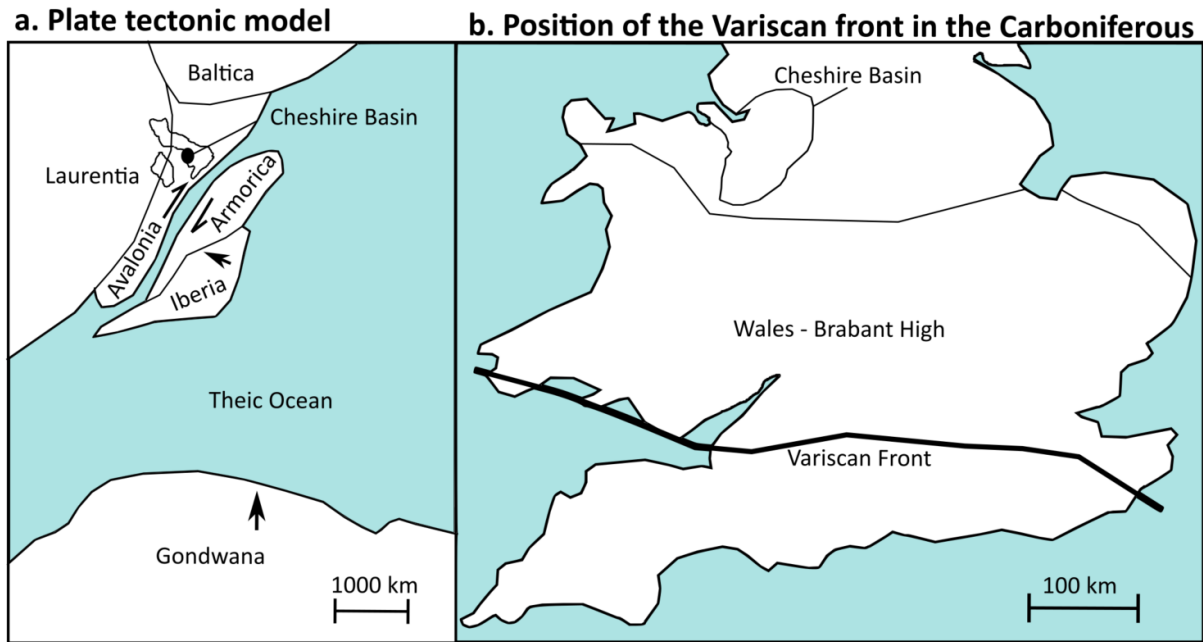 a. Plate tectonic model
Baltica
Cheshire Basin
Laurentia
Armorica
Avalonia
Iberia
Theic Ocean
Gondwana
1000 km
b. Position of the Variscan front in the Carboniferous
Cheshire Basin
Wales - Brabant High
Variscan Front
100 km